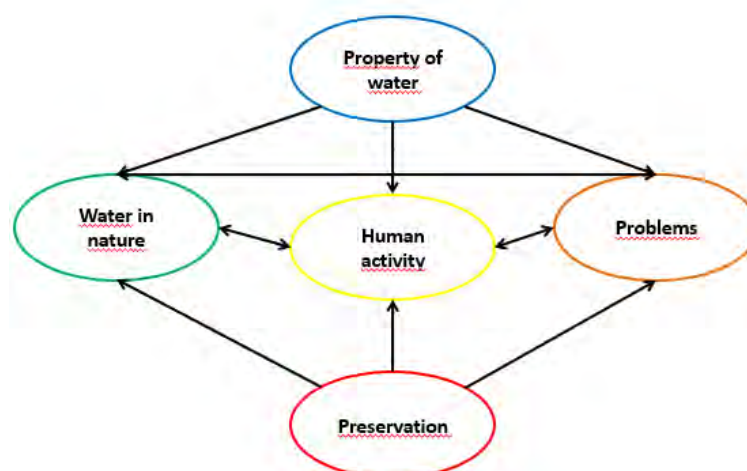 Property of
water
Water in
nature
Human
activity
Problems
Preservation